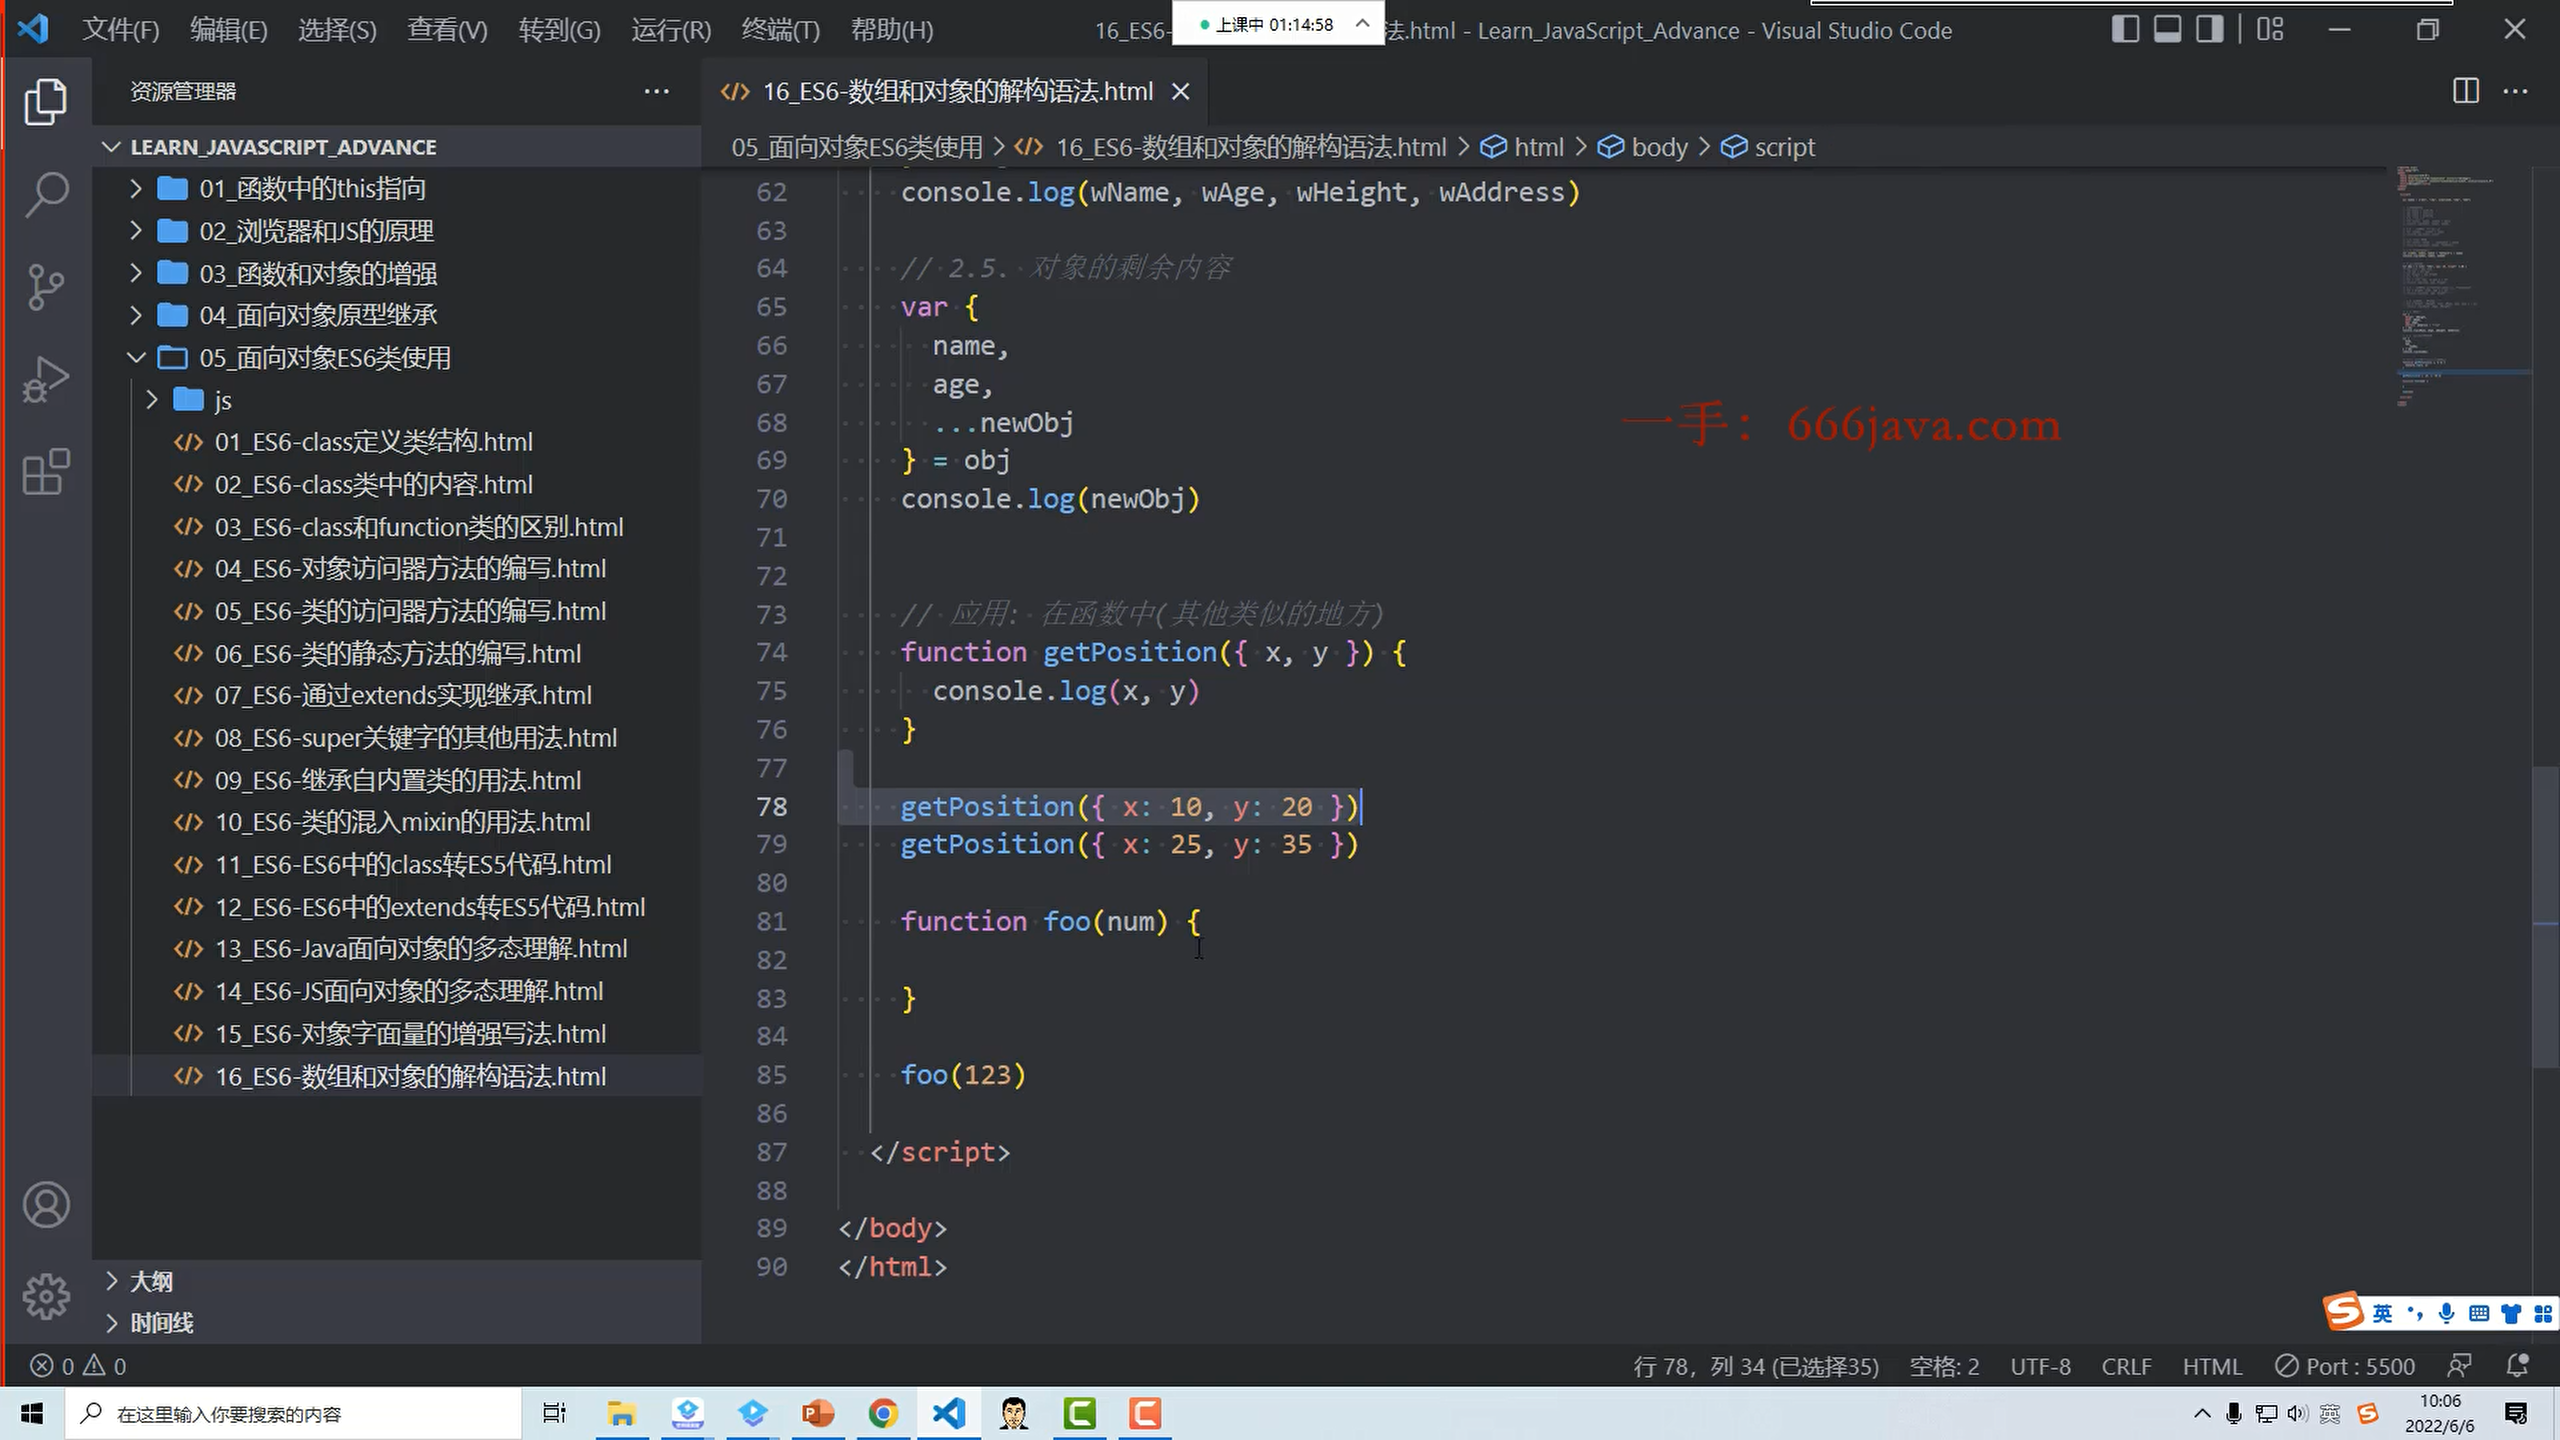 文件(F) 编辑(E) 选择(S) 查看(V) 转到(G) 运行(R) 终端(T) 帮助(H)
16_ES6-
上课中 01:14:58
法.html - Learn_JavaScript_Advance - Visual Studio Code
资源管理器
LEARN_JAVASCRIPT_ADVANCE
01_函数中的this指向
02_浏览器和JS的原理
03_函数和对象的增强
04_面向对象原型继承
05_面向对象ES6类使用
js
01_ES6-class定义类结构.html
02_ES6-class类中的内容.html
03_ES6-class和function类的区别.html
04_ES6-对象访问器方法的编写.html
05_ES6-类的访问器方法的编写.html
06_ES6-类的静态方法的编写.html
07_ES6-通过extends实现继承.html
08_ES6-super关键字的其他用法.html
09_ES6-继承自内置类的用法.html
10_ES6-类的混入mixin的用法.html
11_ES6-ES6中的class转ES5代码.html
12_ES6-ES6中的extends转ES5代码.html
13_ES6-Java面向对象的多态理解.html
14_ES6-JS面向对象的多态理解.html
15_ES6-对象字面量的增强写法.html
16_ES6-数组和对象的解构语法.html
大纲
时间线
16_ES6-数组和对象的解构语法.html
05_面向对象ES6类使用 > 16_ES6-数组和对象的解构语法.html > html > body > script
62 console.log(wName, wAge, wHeight, wAddress)
63
64 // 2.5. 对象的剩余内容
65 var {
66 name,
67 age,
68 ...newObj
69 } = obj
70 console.log(newObj)
71
72
73 // 应用: 在函数中(其他类似的地方)
74 function getPosition({ x, y }) {
75 console.log(x, y)
76 }
77
78 getPosition({ x: 10, y: 20 })
79 getPosition({ x: 25, y: 35 })
80
81 function foo(num) {
82
83 }
84
85 foo(123)
86
87 </script>
88
89 </body>
90 </html>
一手：666java.com
英
0 0
行 78，列 34 (已选择35) 空格: 2 UTF-8 CRLF HTML Port : 5500
在这里输入你要搜索的内容
英
10:06
2022/6/6